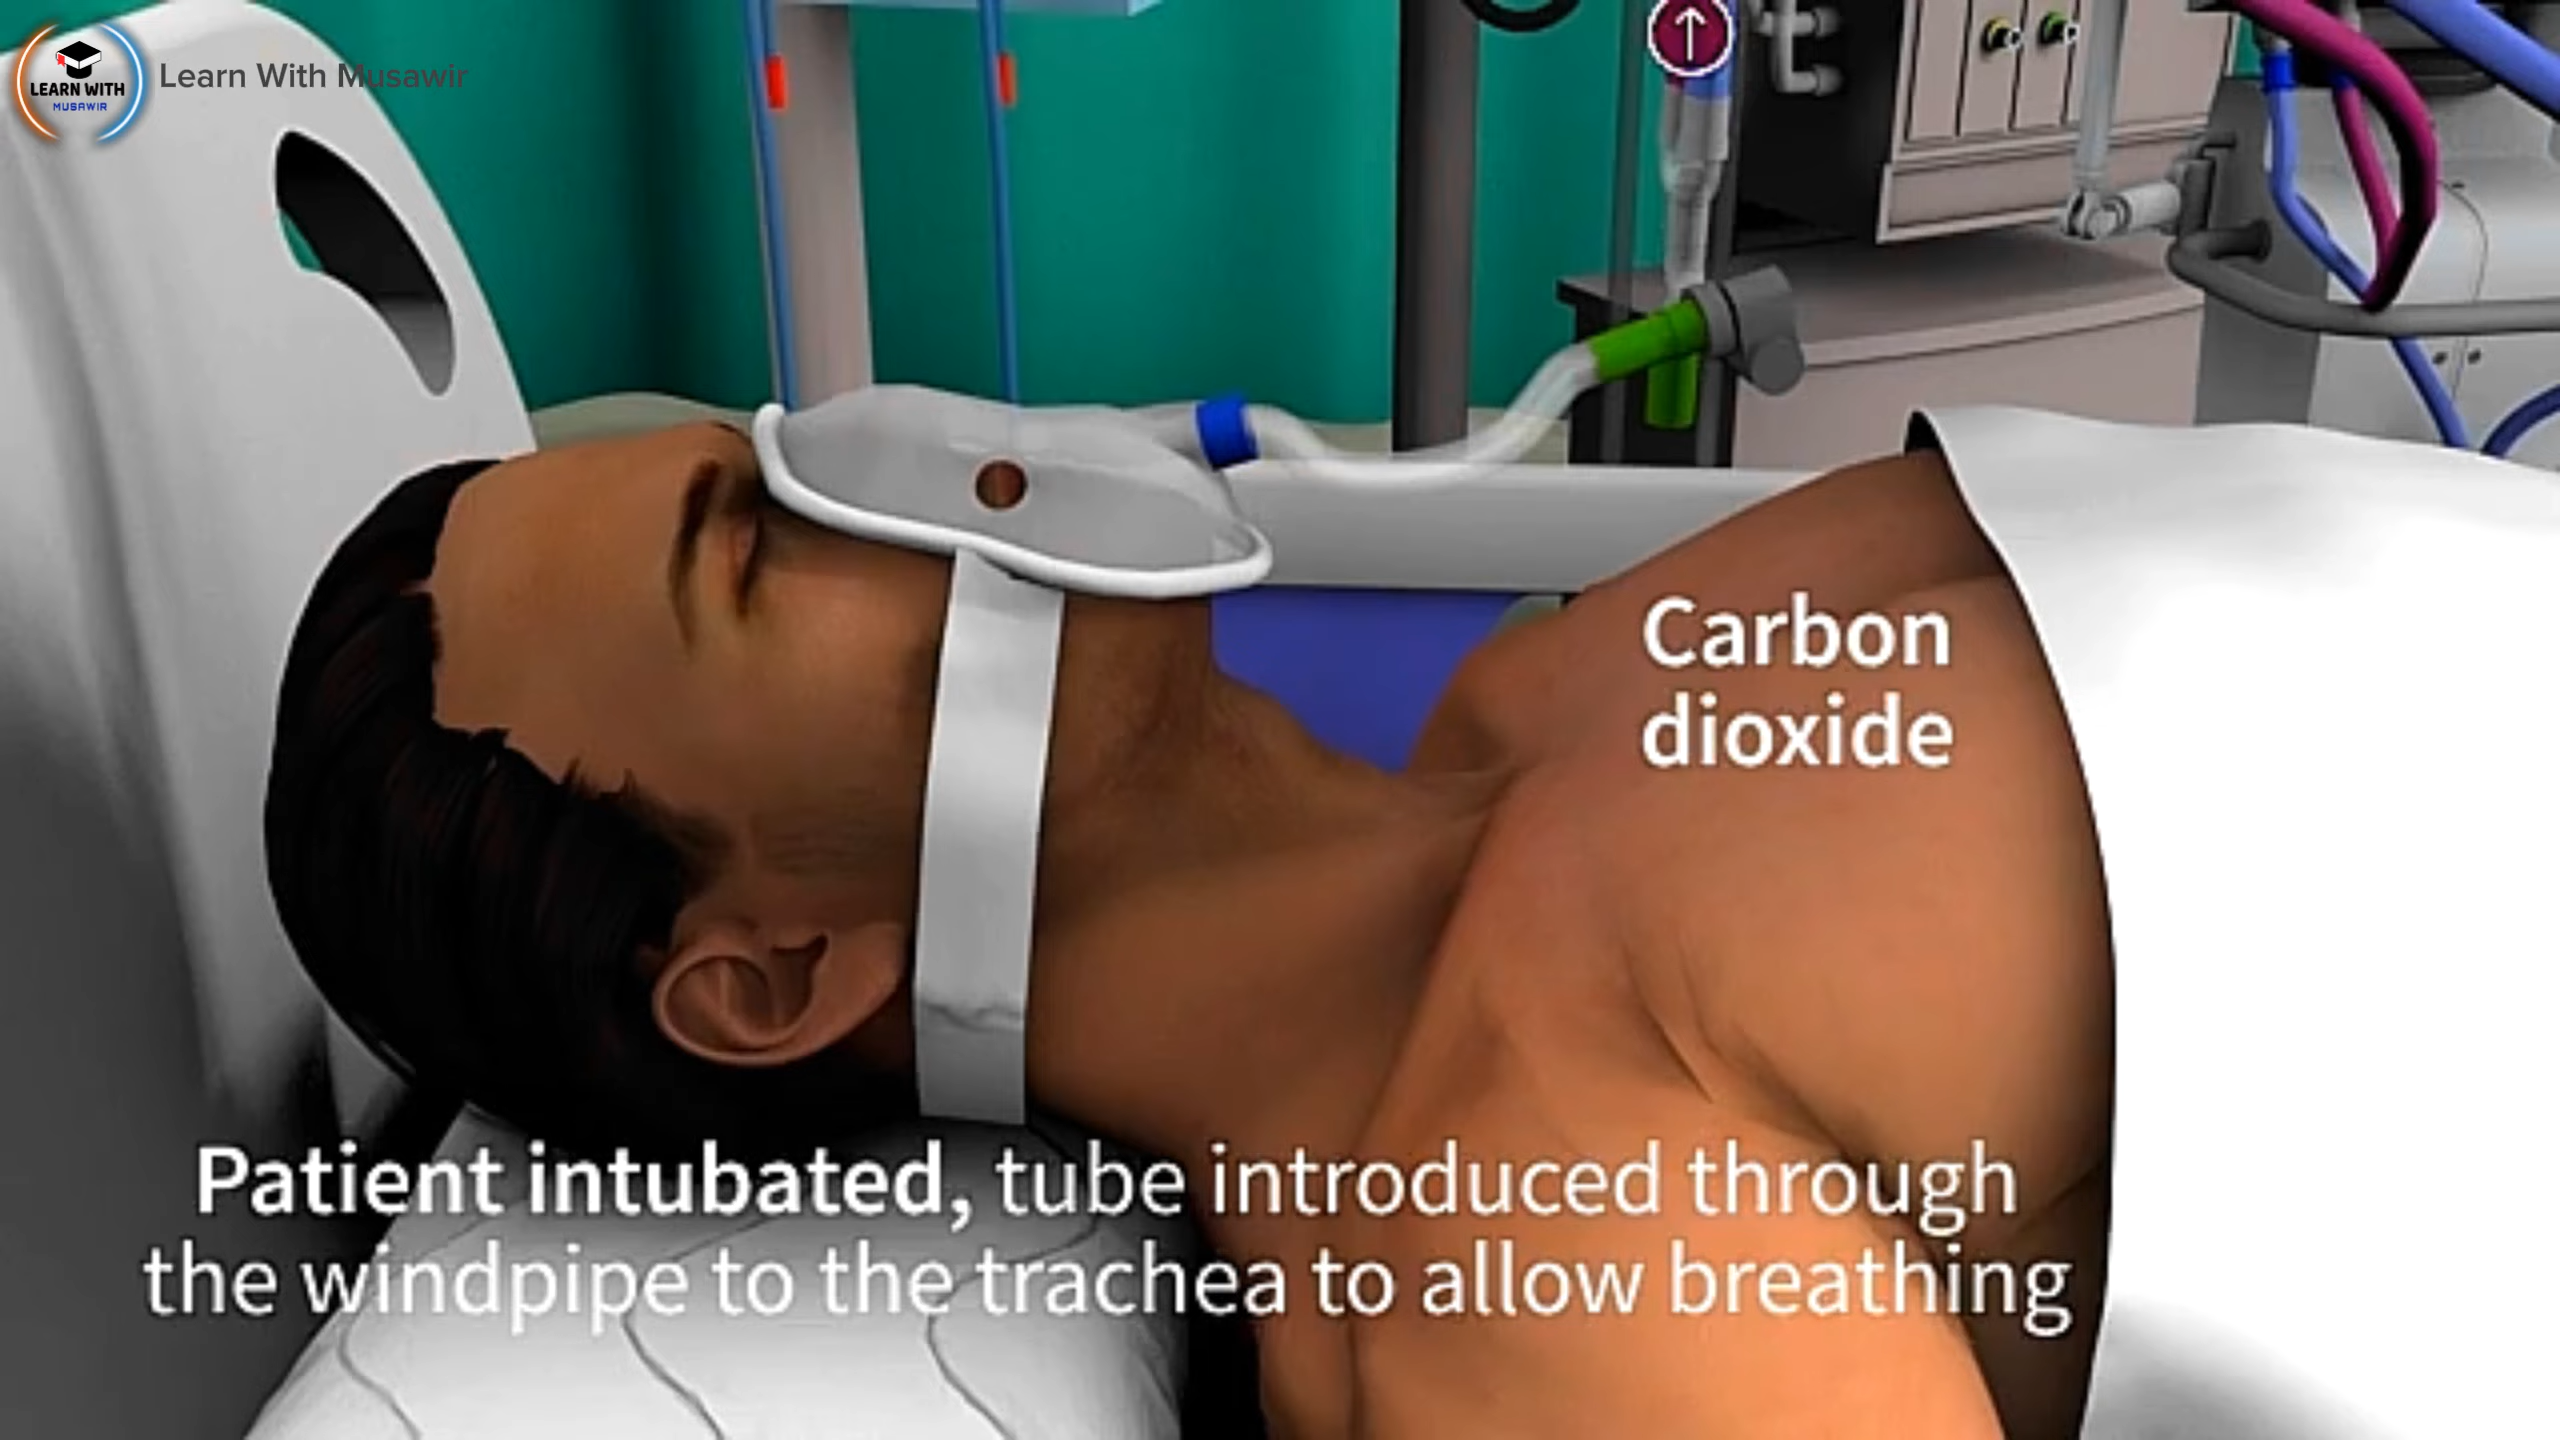 LEARN WITH
MUSAWIR
Learn With Musawir
Carbon
dioxide
Patient intubated, tube introduced through
the windpipe to the trachea to allow breathing